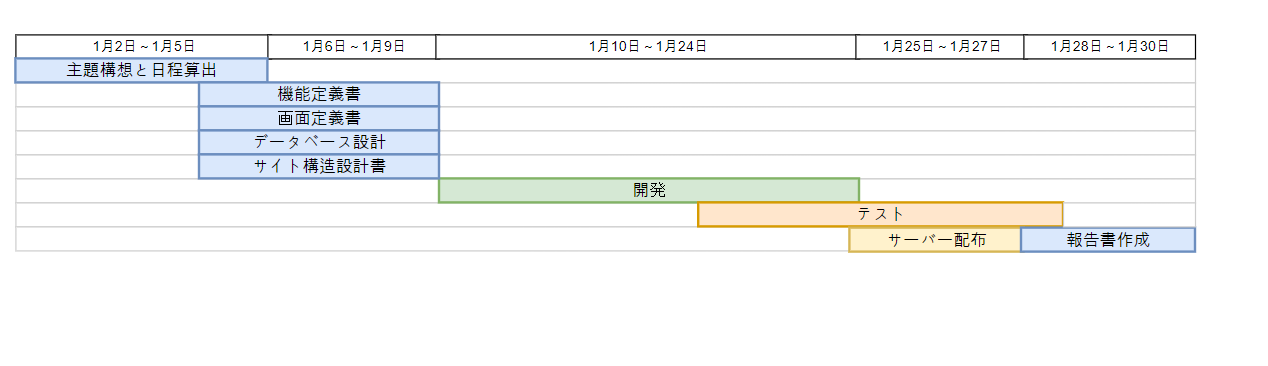 1月2日～1月5日 1月6日～1月9日 1月10日～1月24日 1月25日～1月27日 1月28日～1月30日
主題構想と日程算出
機能定義書
画面定義書
データベース設計
サイト構造設計書
開発
テスト
サーバー配布 報告書作成